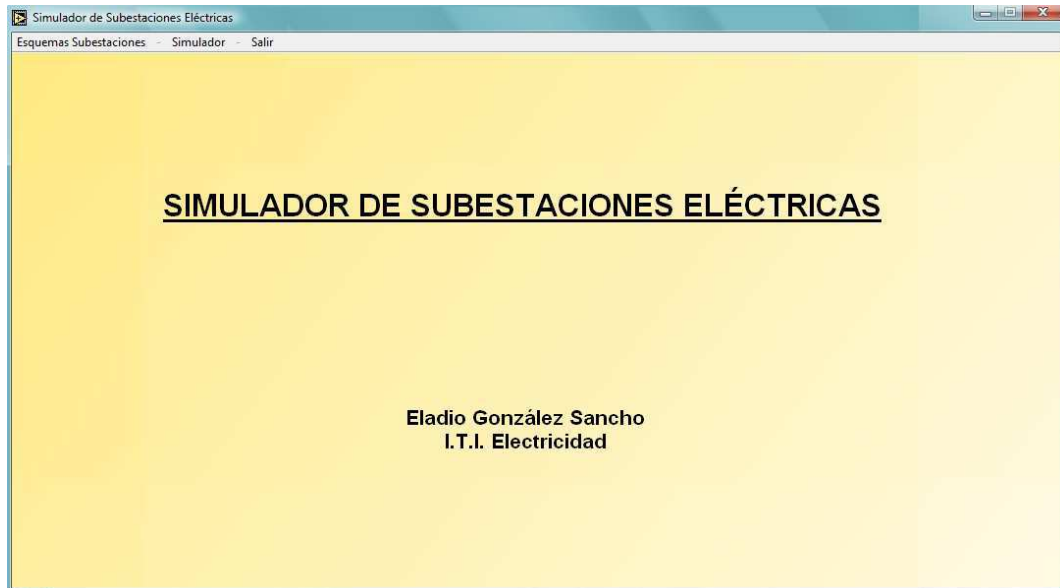 Simulador de Subestaciones Eléctricas
Esquemas Subestaciones - Simulador - Salir
SIMULADOR DE SUBESTACIONES ELÉCTRICAS
Eladio González Sancho
I.T.I. Electricidad